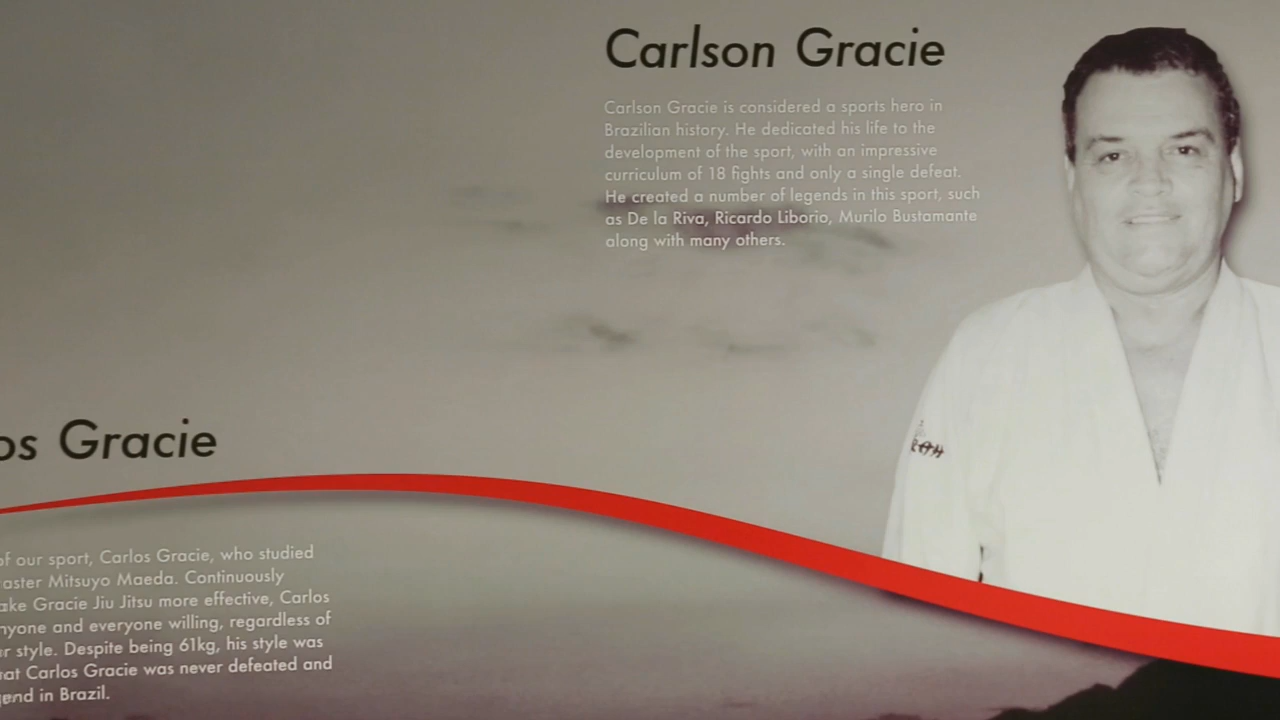 Carlson Gracie
Carlson Gracie is considered a sports hero in
Brazilian history. He dedicated his life to the
development of the sport, with an impressive
curriculum of 18 fights and only a single defeat.
He created a number of legends in this sport, such
as De la Riva, Ricardo Liborio, Murilo Bustamante
along with many others.
os Gracie
of our sport, Carlos Gracie, who studied
aster Mitsuyo Maeda. Continuously
ake Gracie Jiu Jitsu more effective, Carlos
nyone and everyone willing, regardless of
r style. Despite being 61kg, his style was
at Carlos Gracie was never defeated and
gend in Brazil.